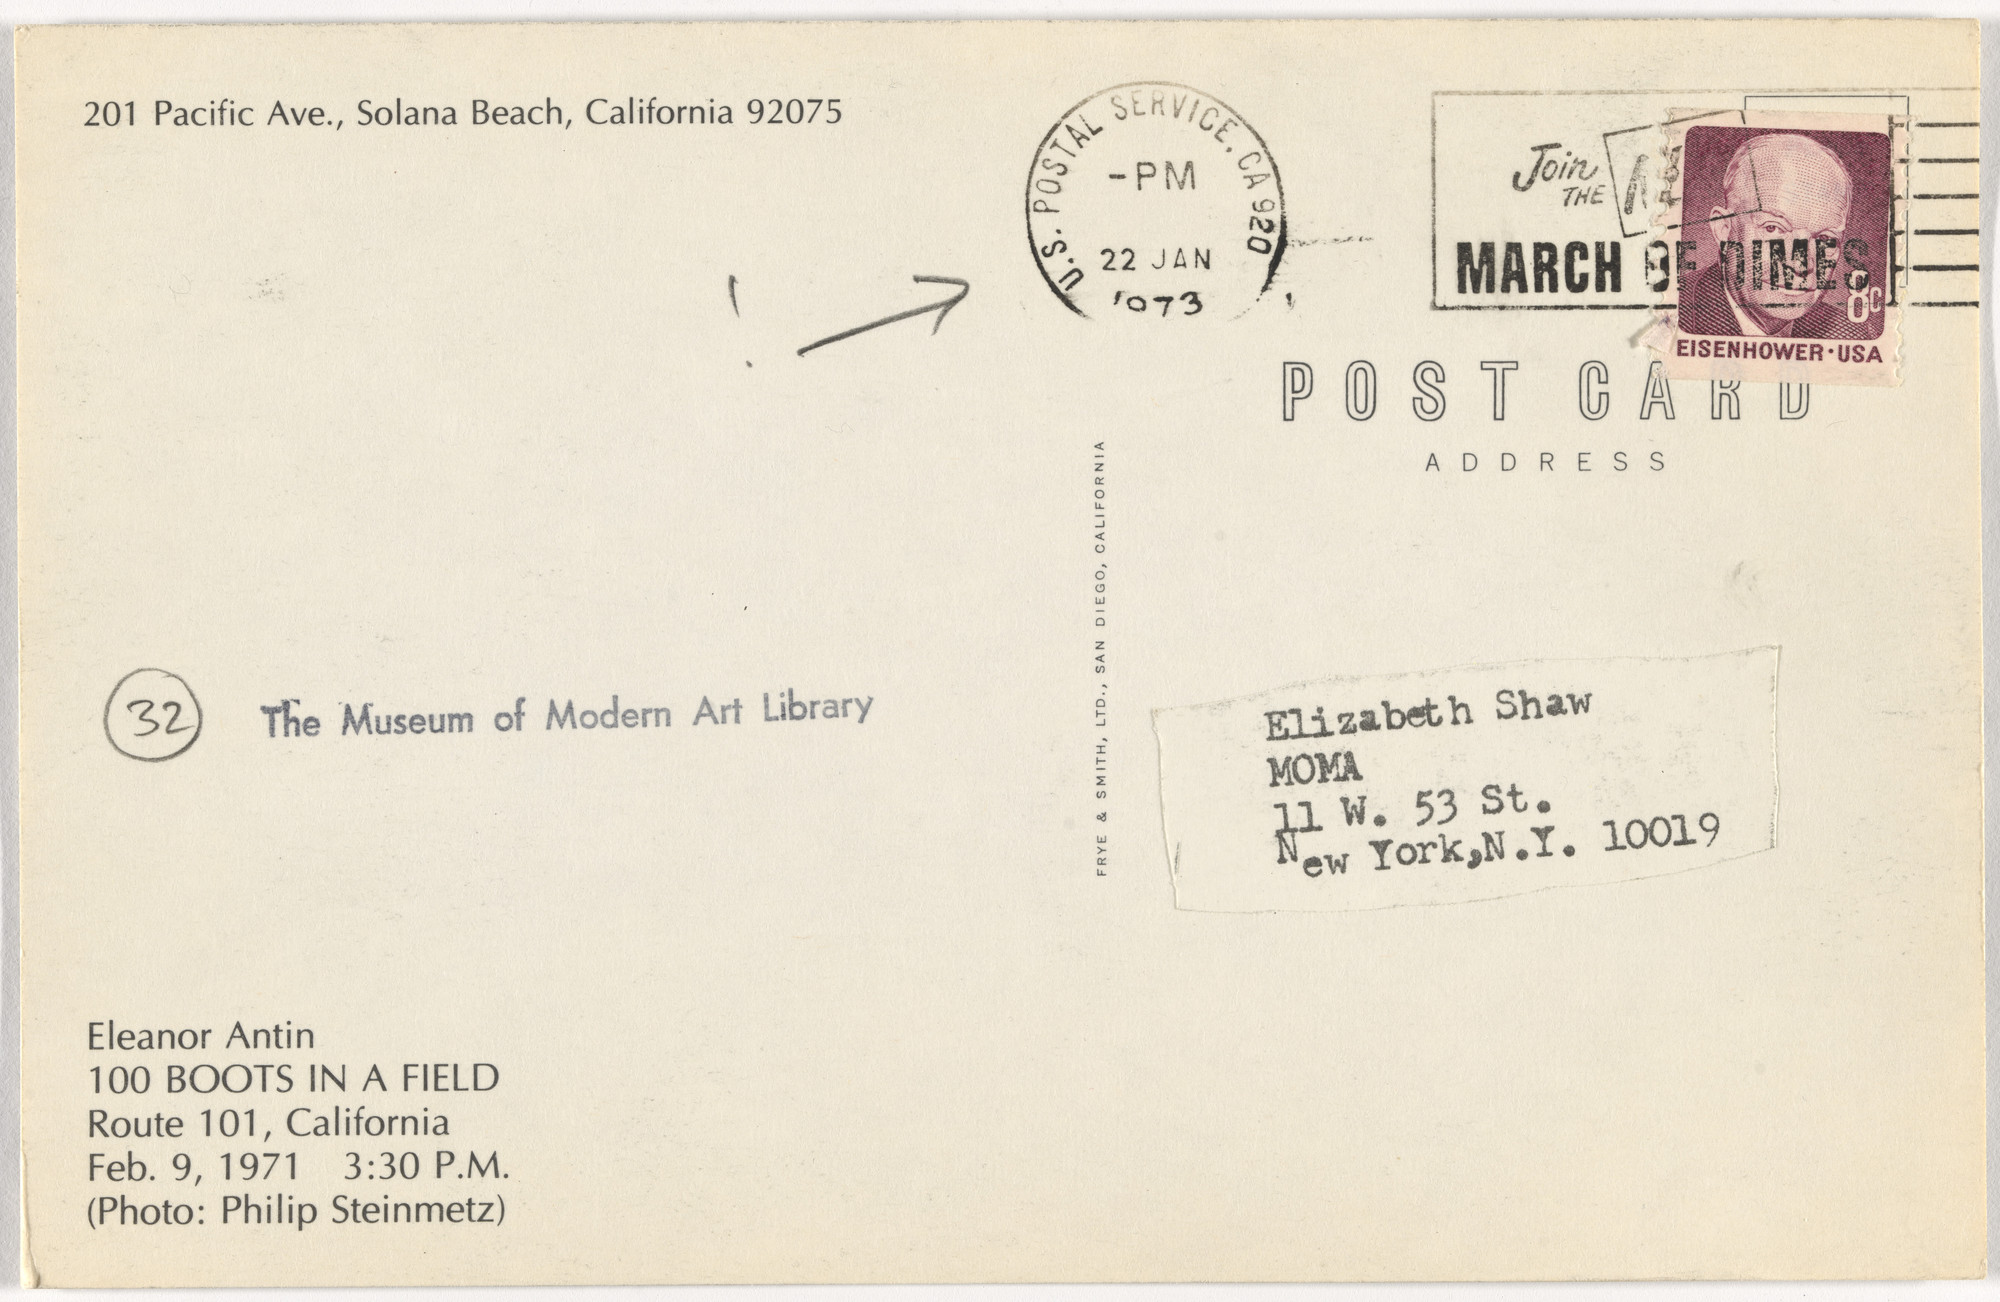 201 Pacific Ave., Solana Beach, California 92075
U.S. POSTAL SERVICE, CA 920
-PM
22 JAN
'973
Join
THE
MARCH OF DIMES
8c
EISENHOWER·USA
POST CARD
ADDRESS
!
FRYE & SMITH, LTD., SAN DIEGO, CALIFORNIA
32
The Museum of Modern Art Library
Elizabeth Shaw
MOMA
11 W. 53 St.
New York,N.Y. 10019
Eleanor Antin
100 BOOTS IN A FIELD
Route 101, California
Feb. 9, 1971 3:30 P.M.
(Photo: Philip Steinmetz)